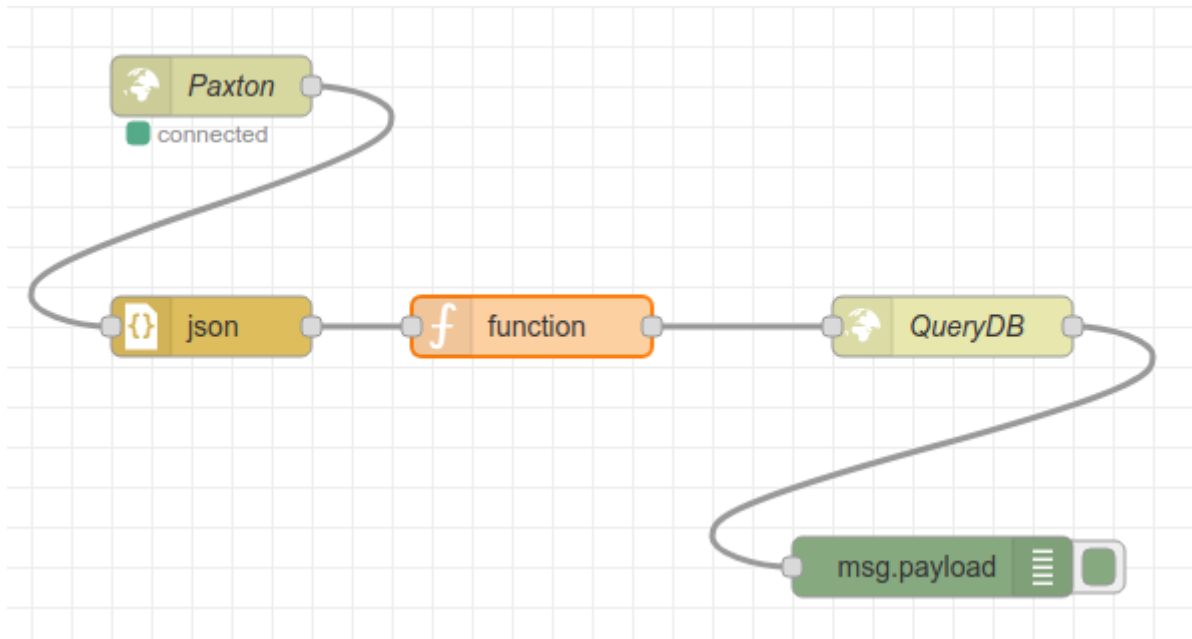 Paxton
connected
json
function
QueryDB
msg.payload